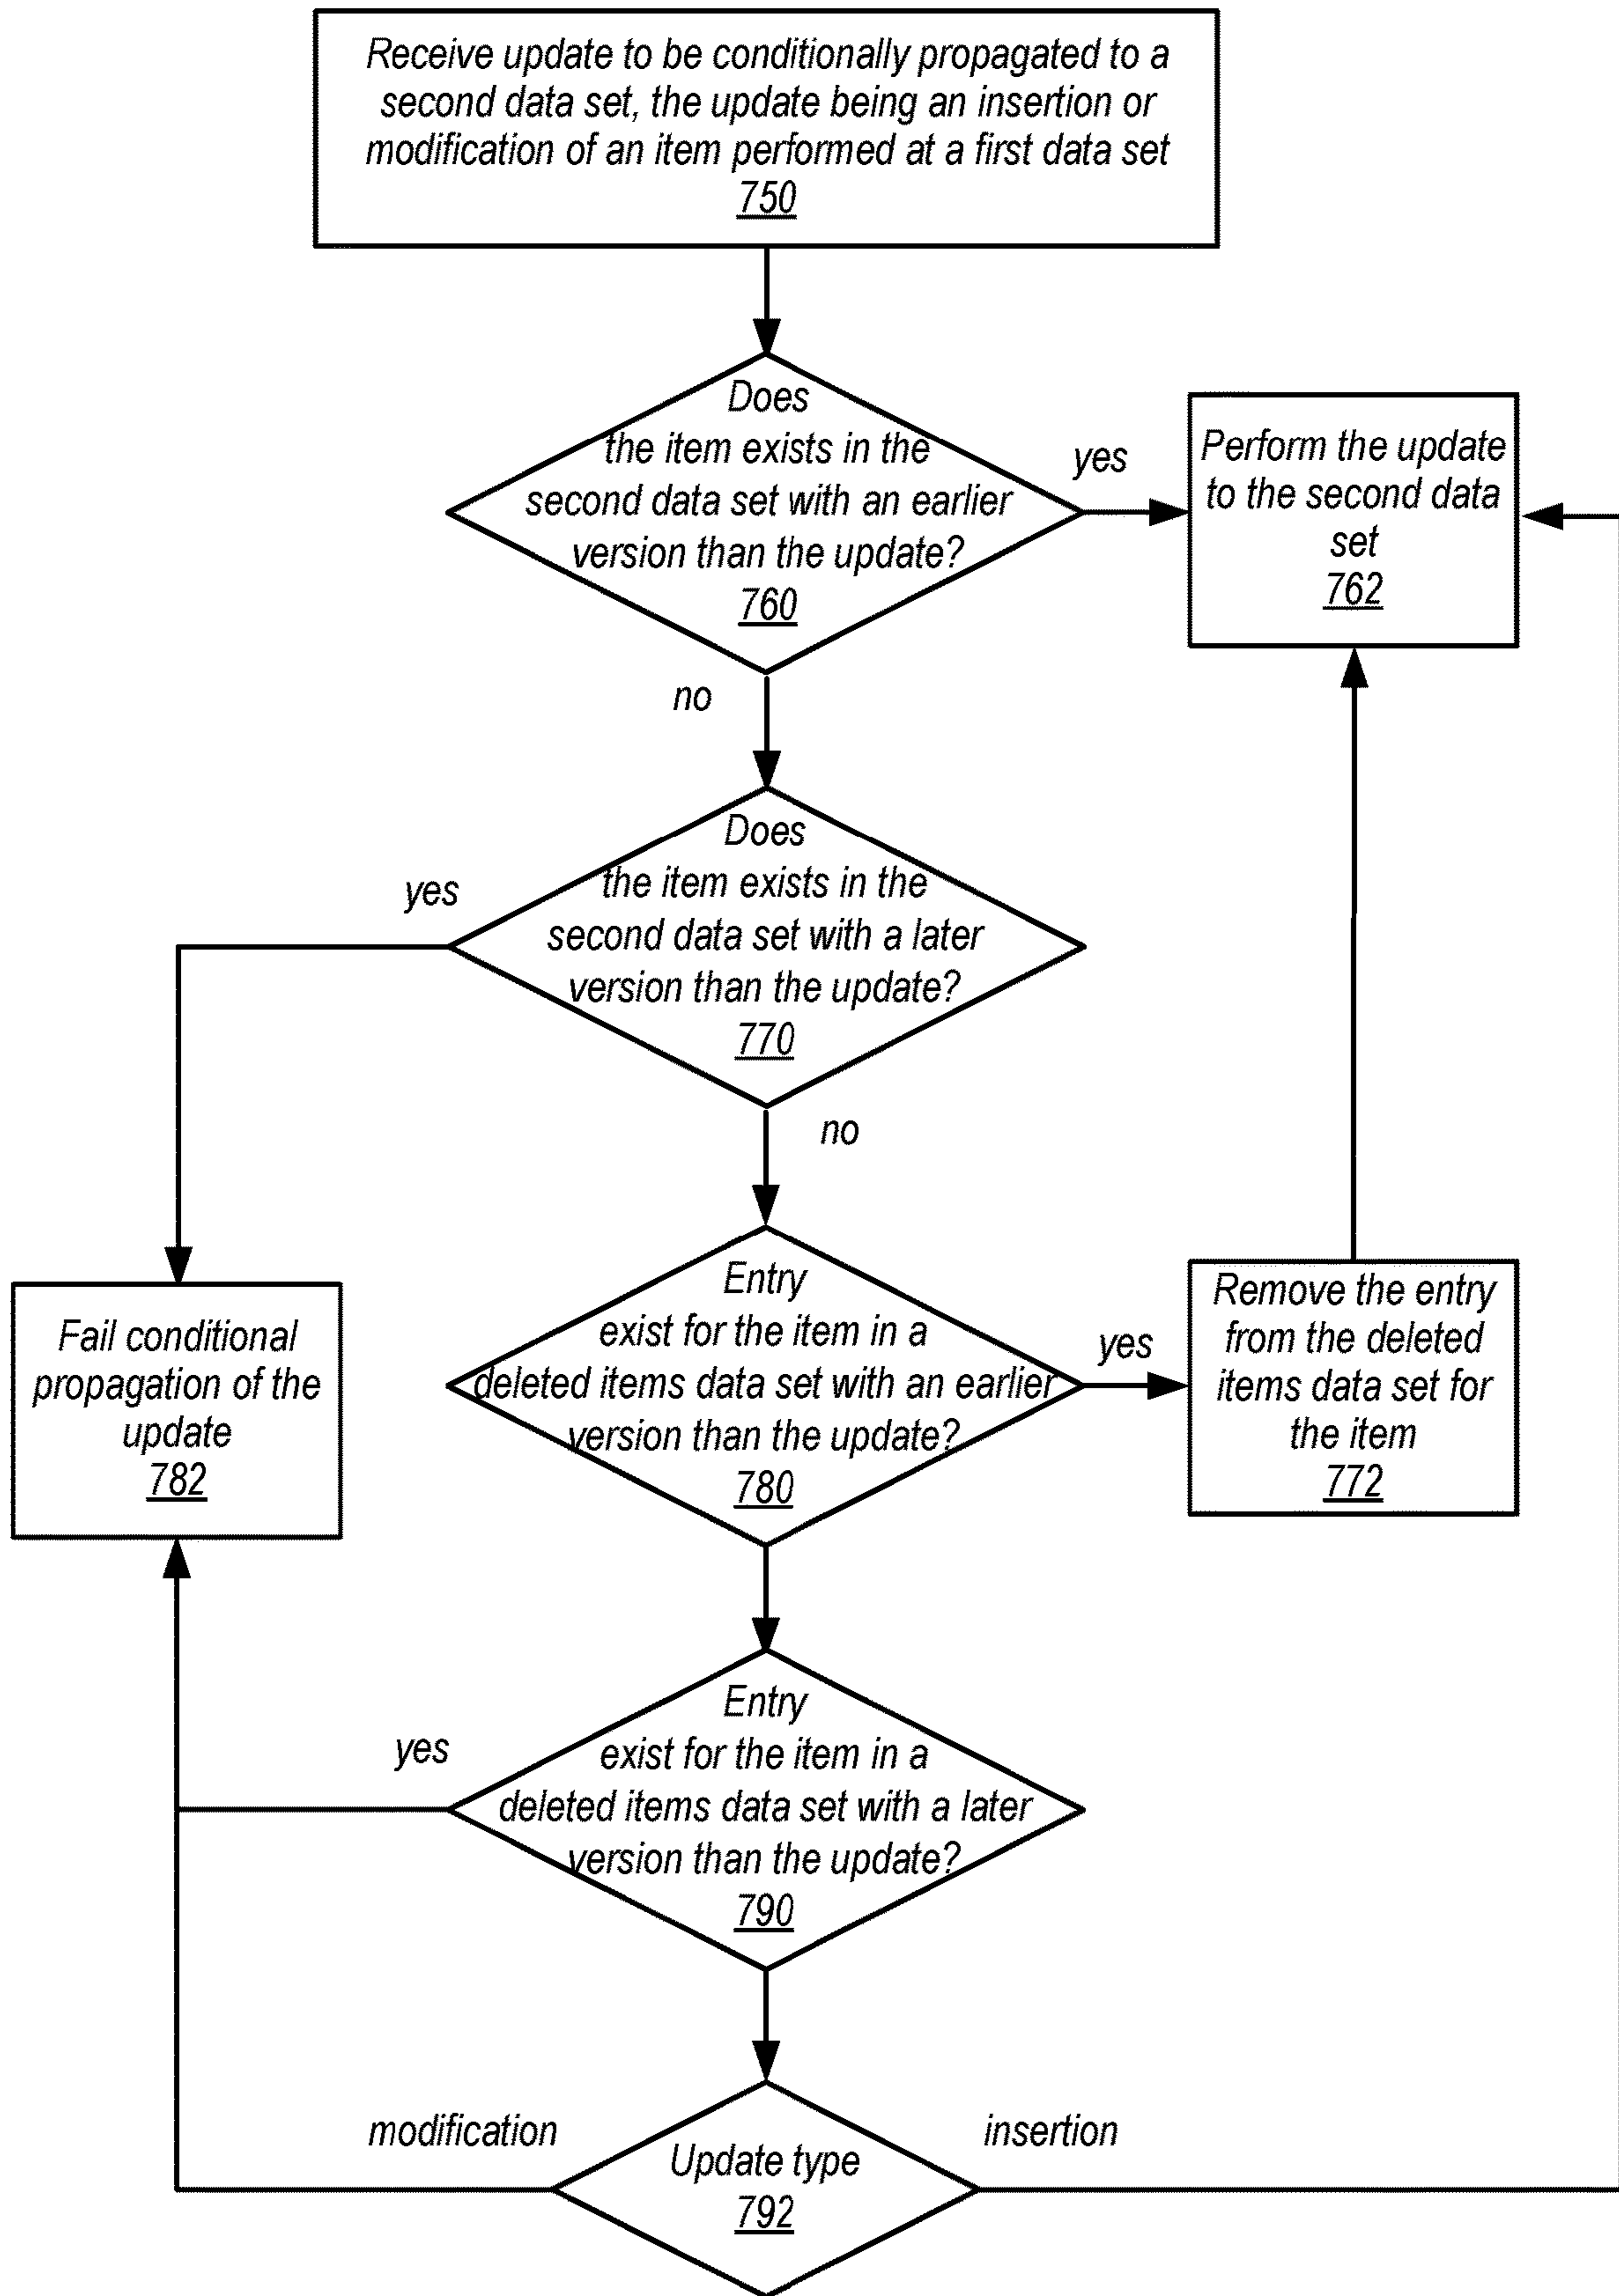 Receive update to be conditionally propagated to a
second data set, the update being an insertion or
modification of an item performed at a first data set
750
Does
the item exists in the
second data set with an earlier
version than the update?
760
yes
Perform the update
to the second data
set
762
no
Does
the item exists in the
second data set with a later
version than the update?
770
yes
no
Entry
exist for the item in a
deleted items data set with an earlier
version than the update?
780
yes
Remove the entry
from the deleted
items data set for
the item
772
Fail conditional
propagation of the
update
782
Entry
exist for the item in a
deleted items data set with a later
version than the update?
790
yes
modification
insertion
Update type
792